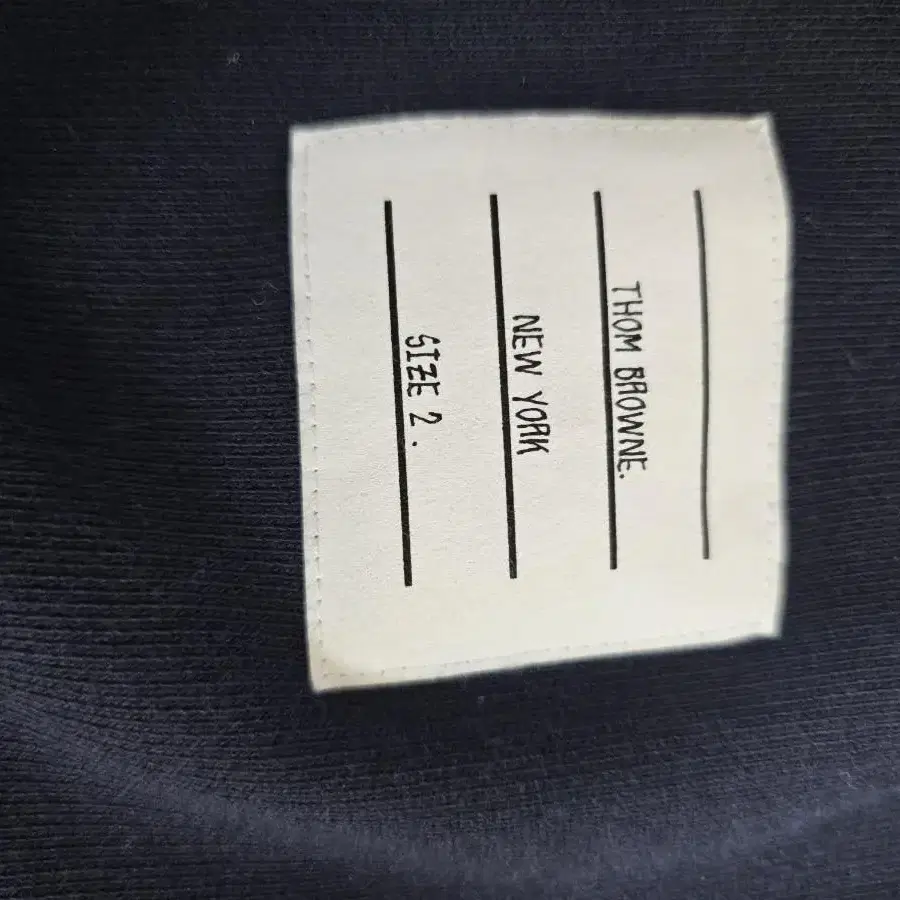 THOM BROWNE.
NEW YORK
SIZE 2.